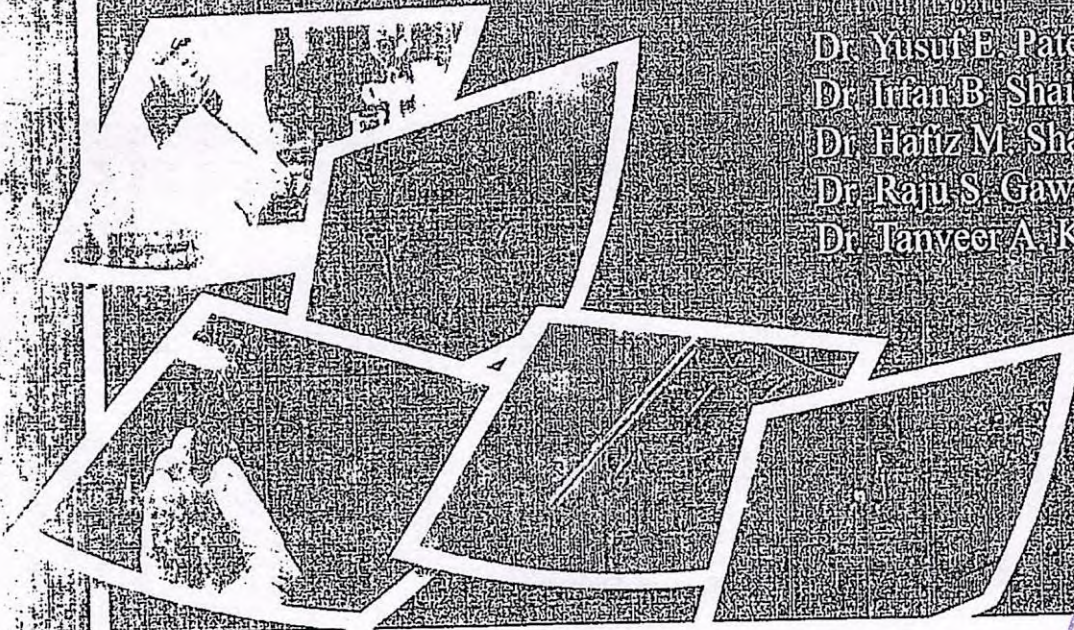 Dr. Yusuf E. Pate
Dr. Irfan B. Shai
Dr. Hafiz M. Sha
Dr. Raju S. Gaw
Dr. Tanveer A. K